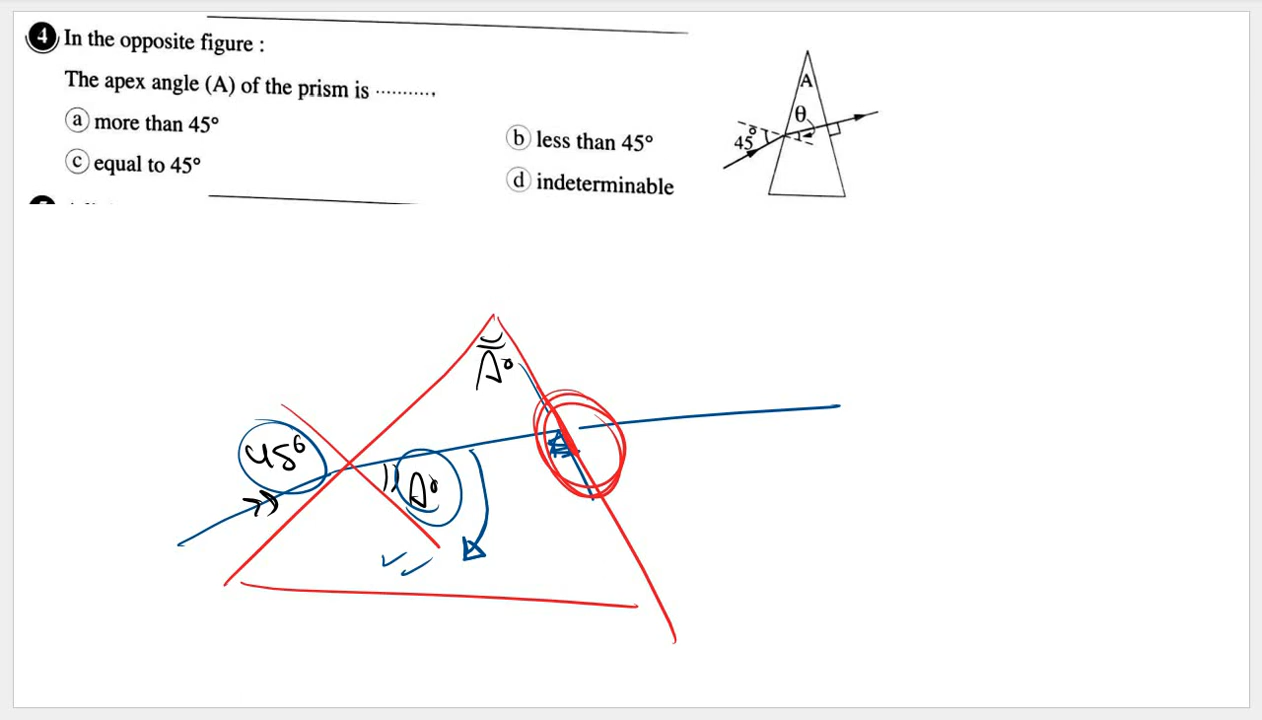 4 In the opposite figure :
The apex angle (A) of the prism is ..........,
a more than 45°
b less than 45°
c equal to 45°
d indeterminable
A
θ
45°
A°
45°
A°